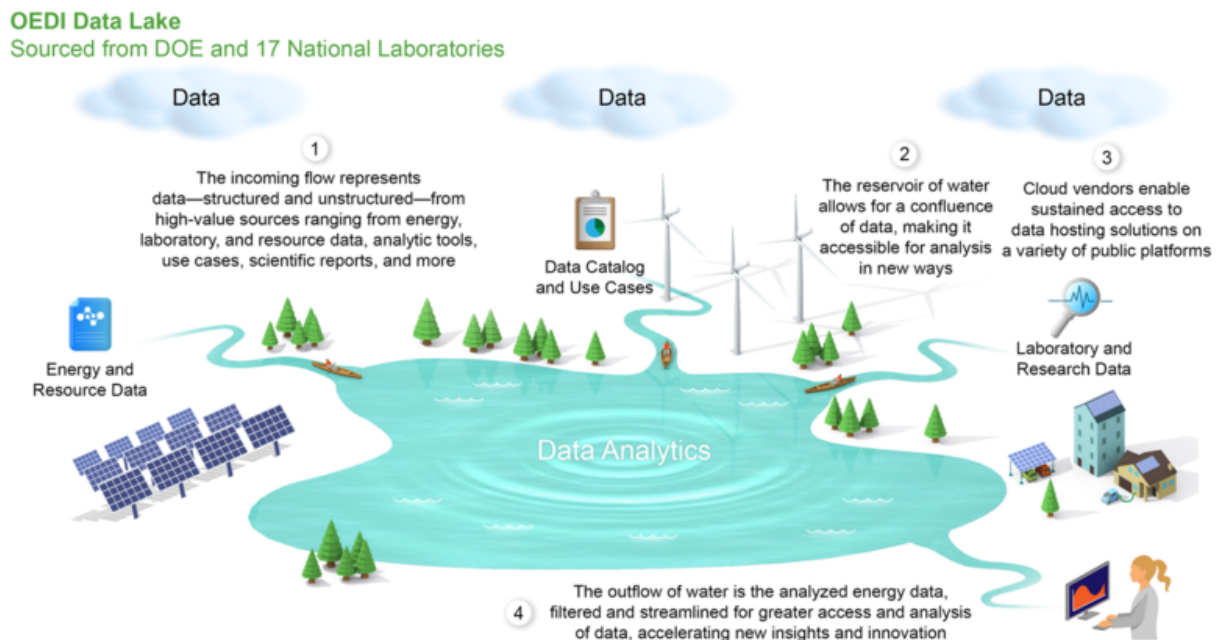 OEDI Data Lake
Sourced from DOE and 17 National Laboratories
Data
Data
Data
1
The incoming flow represents
data—structured and unstructured—from
high-value sources ranging from energy,
laboratory, and resource data, analytic tools,
use cases, scientific reports, and more
2
The reservoir of water
allows for a confluence
of data, making it
accessible for analysis
in new ways
3
Cloud vendors enable
sustained access to
data hosting solutions on
a variety of public platforms
Data Catalog
and Use Cases
Energy and
Resource Data
Laboratory and
Research Data
Data Analytics
4
The outflow of water is the analyzed energy data,
filtered and streamlined for greater access and analysis
of data, accelerating new insights and innovation